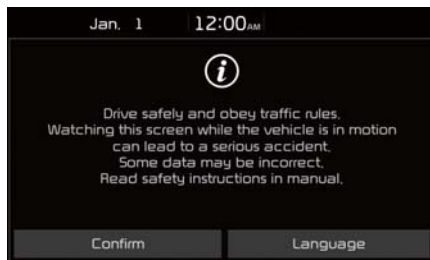 Jan. 1 12:00AM
i
Drive safely and obey traffic rules.
Watching this screen while the vehicle is in motion
can lead to a serious accident.
Some data may be incorrect.
Read safety instructions in manual.
Confirm Language